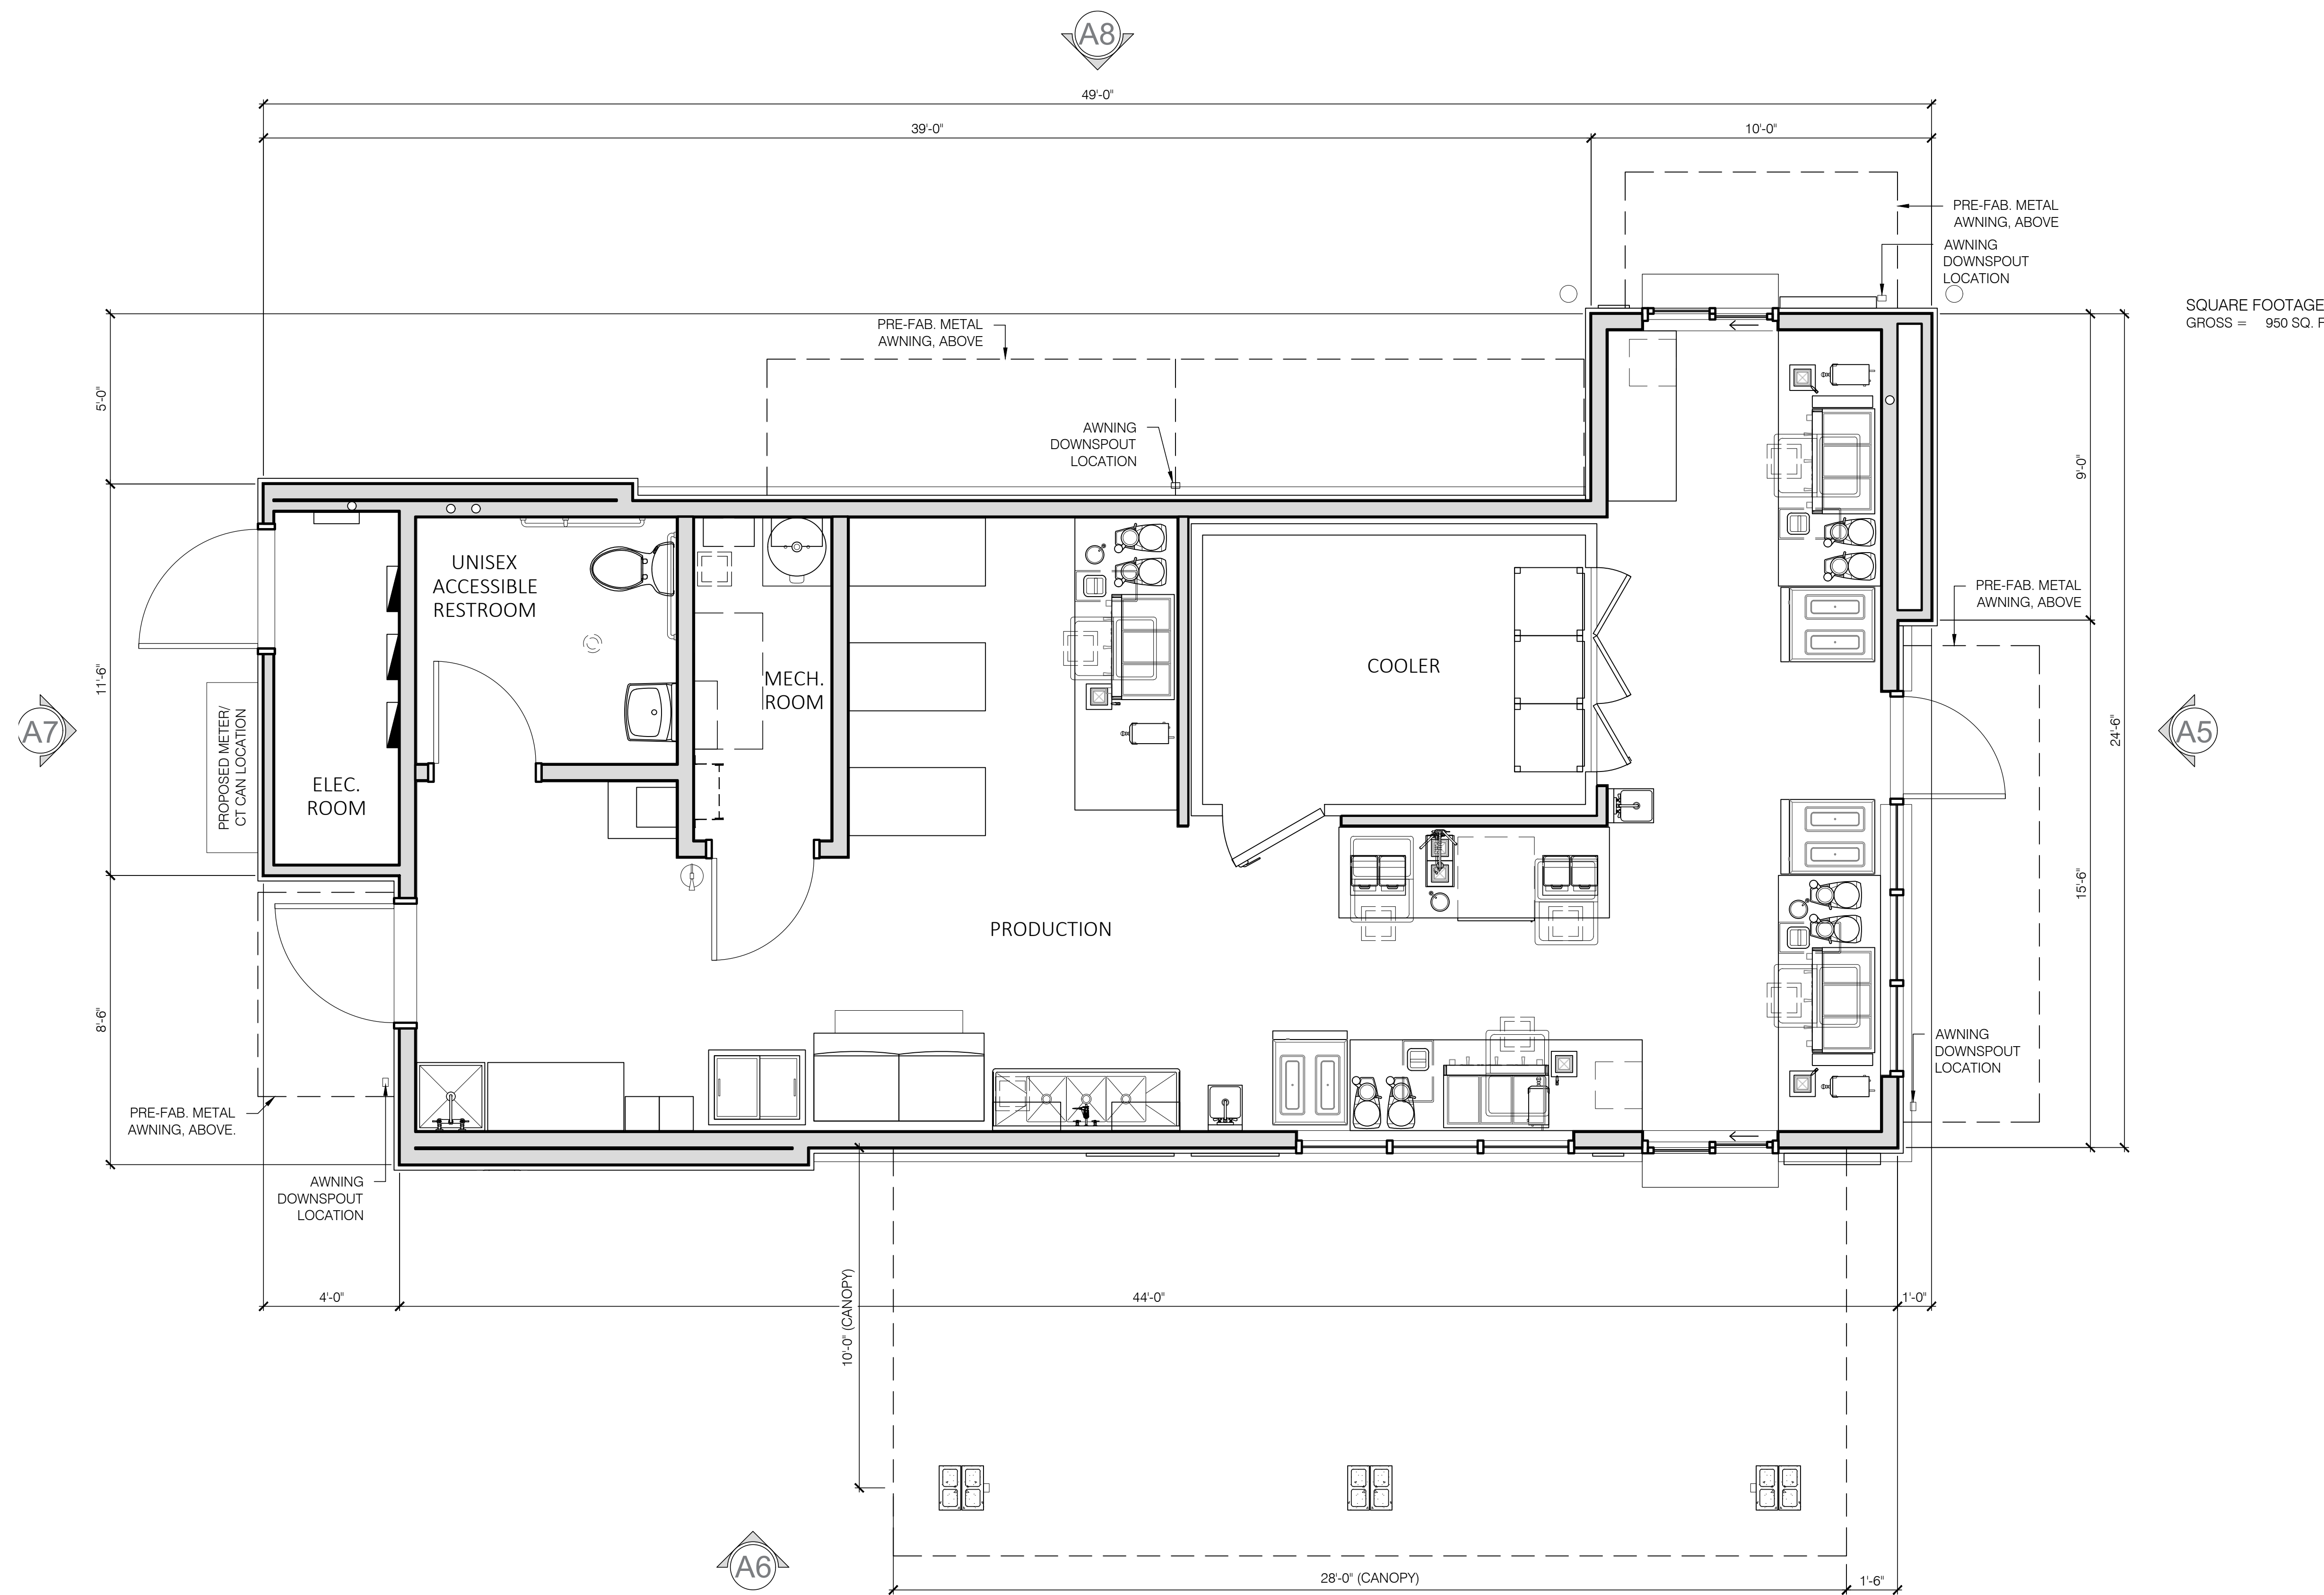 A8
49'-0"
39'-0"
10'-0"
PRE-FAB. METAL
AWNING, ABOVE
AWNING
DOWNSPOUT
LOCATION
SQUARE FOOTAGE
GROSS = 950 SQ. F
PRE-FAB. METAL
AWNING, ABOVE
5'-0"
AWNING
DOWNSPOUT
LOCATION
9'-0"
UNISEX
ACCESSIBLE
RESTROOM
PRE-FAB. METAL
AWNING, ABOVE
COOLER
MECH.
ROOM
11'-6"
A7
PROPOSED METER/
CT CAN LOCATION
24'-6"
A5
ELEC.
ROOM
15'-6"
PRODUCTION
8'-6"
AWNING
DOWNSPOUT
LOCATION
PRE-FAB. METAL
AWNING, ABOVE.
AWNING
DOWNSPOUT
LOCATION
4'-0"
44'-0"
1'-0"
10'-0" (CANOPY)
A6
28'-0" (CANOPY)
1'-6"